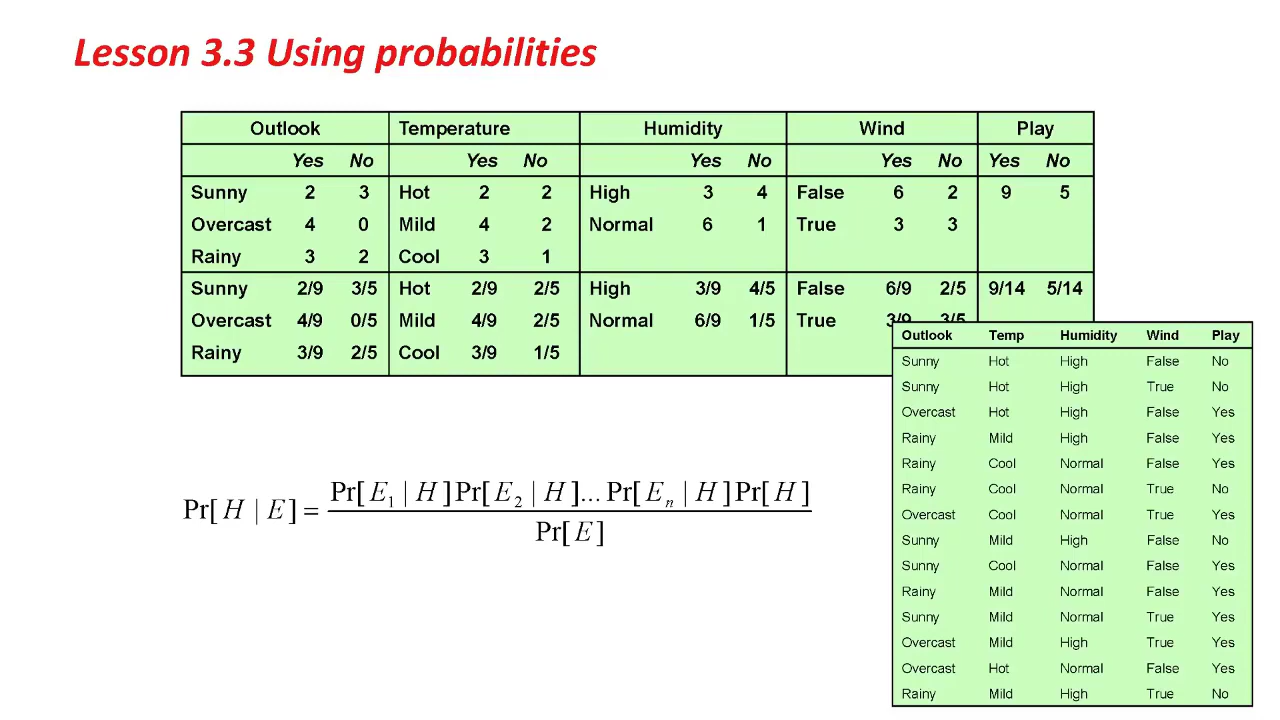 Lesson 3.3 Using probabilities
Outlook Temperature Humidity Wind Play
Yes No Yes No Yes No Yes No Yes No
Sunny 2 3 Hot 2 2 High 3 4 False 6 2 9 5
Overcast 4 0 Mild 4 2 Normal 6 1 True 3 3
Rainy 3 2 Cool 3 1
Sunny 2/9 3/5 Hot 2/9 2/5 High 3/9 4/5 False 6/9 2/5 9/14 5/14
Overcast 4/9 0/5 Mild 4/9 2/5 Normal 6/9 1/5 True 3/9 3/5
Rainy 3/9 2/5 Cool 3/9 1/5
Outlook Temp Humidity Wind Play
Sunny Hot High False No
Sunny Hot High True No
Overcast Hot High False Yes
Rainy Mild High False Yes
Rainy Cool Normal False Yes
Rainy Cool Normal True No
Overcast Cool Normal True Yes
Sunny Mild High False No
Sunny Cool Normal False Yes
Rainy Mild Normal False Yes
Sunny Mild Normal True Yes
Overcast Mild High True Yes
Overcast Hot Normal False Yes
Rainy Mild High True No
Pr[E₁ | H]Pr[E₂ | H]... Pr[Eₙ | H]Pr[H]
Pr[H | E] =
Pr[E]